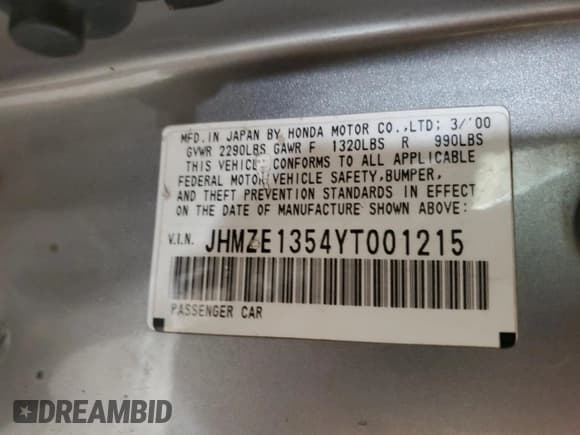 MFD.IN JAPAN BY HONDA MOTOR CO.,LTD: 3/'00
GVWR 2290LBS GAWR F 1320LBS R 990LBS
THIS VEHICLE CONFORMS TO ALL APPLICABLE
FEDERAL MOTOR VEHICLE SAFETY,BUMPER,
AND THEFT PREVENTION STANDARDS IN EFFECT
ON THE DATE OF MANUFACTURE SHOWN ABOVE:
V.I.N. JHMZE1354YT001215
PASSENGER CAR
DREAMBID